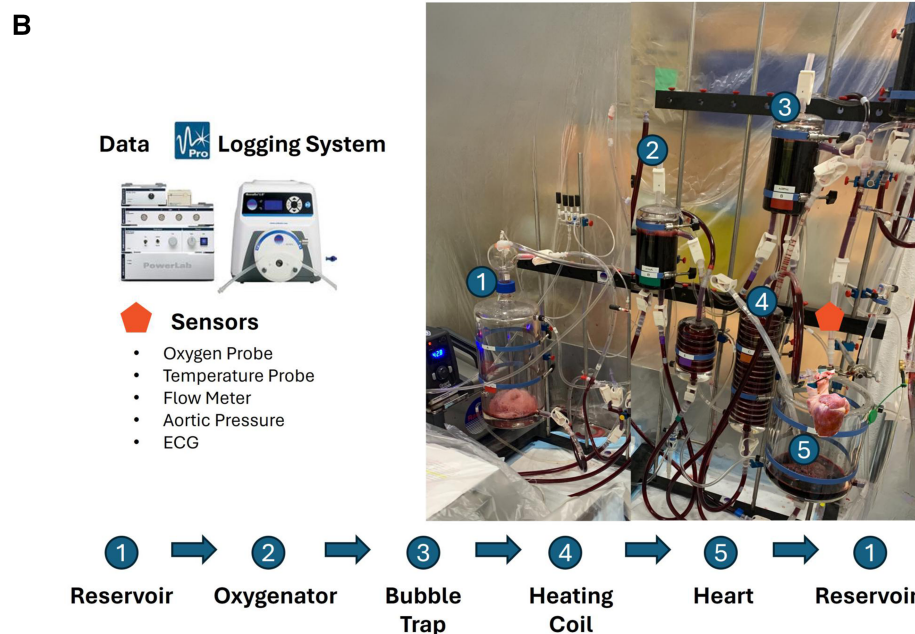 B
Data Pro Logging System
PowerLab
Sensors
• Oxygen Probe
• Temperature Probe
• Flow Meter
• Aortic Pressure
• ECG
1
2
3
4
5
1 2 3 4 5 1
Reservoir Oxygenator Bubble Trap Heating Coil Heart Reservoir